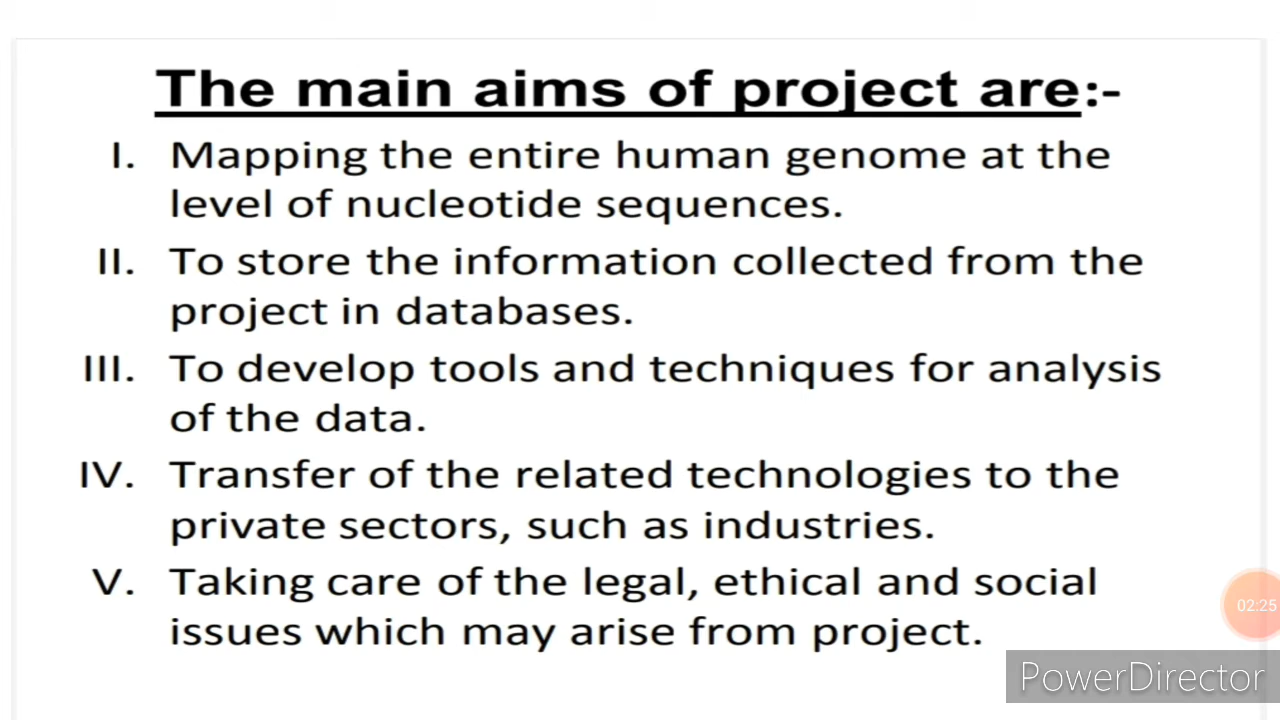 The main aims of project are:-
I. Mapping the entire human genome at the
level of nucleotide sequences.
II. To store the information collected from the
project in databases.
III. To develop tools and techniques for analysis
of the data.
IV. Transfer of the related technologies to the
private sectors, such as industries.
V. Taking care of the legal, ethical and social
issues which may arise from project.
02:25
PowerDirector